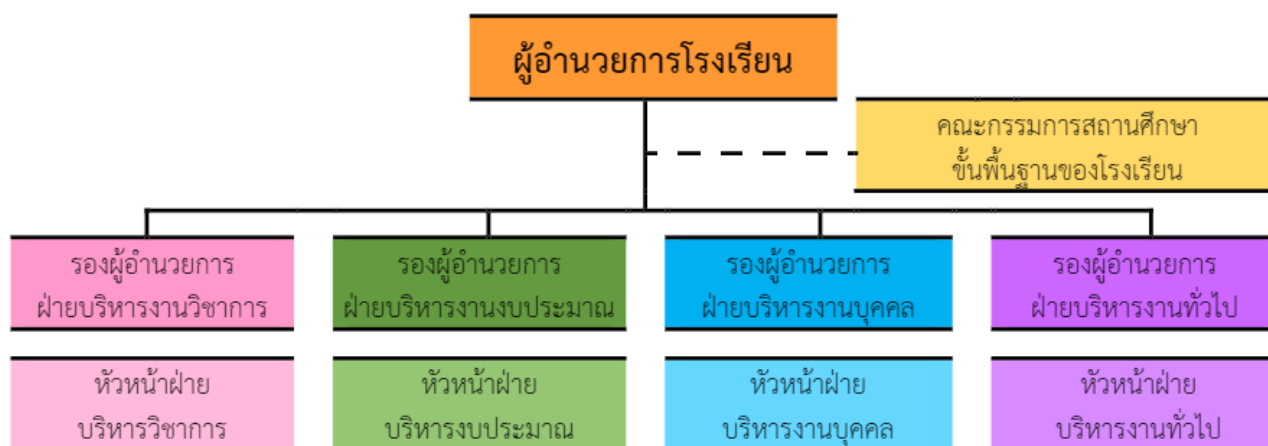 ผู้อำนวยการโรงเรียน
คณะกรรมการสถานศึกษา
ขั้นพื้นฐานของโรงเรียน
รองผู้อำนวยการ
ฝ่ายบริหารงานวิชาการ
รองผู้อำนวยการ
ฝ่ายบริหารงานงบประมาณ
รองผู้อำนวยการ
ฝ่ายบริหารงานบุคคล
รองผู้อำนวยการ
ฝ่ายบริหารงานทั่วไป
หัวหน้าฝ่าย
บริหารวิชาการ
หัวหน้าฝ่าย
บริหารงบประมาณ
หัวหน้าฝ่าย
บริหารงานบุคคล
หัวหน้าฝ่าย
บริหารงานทั่วไป